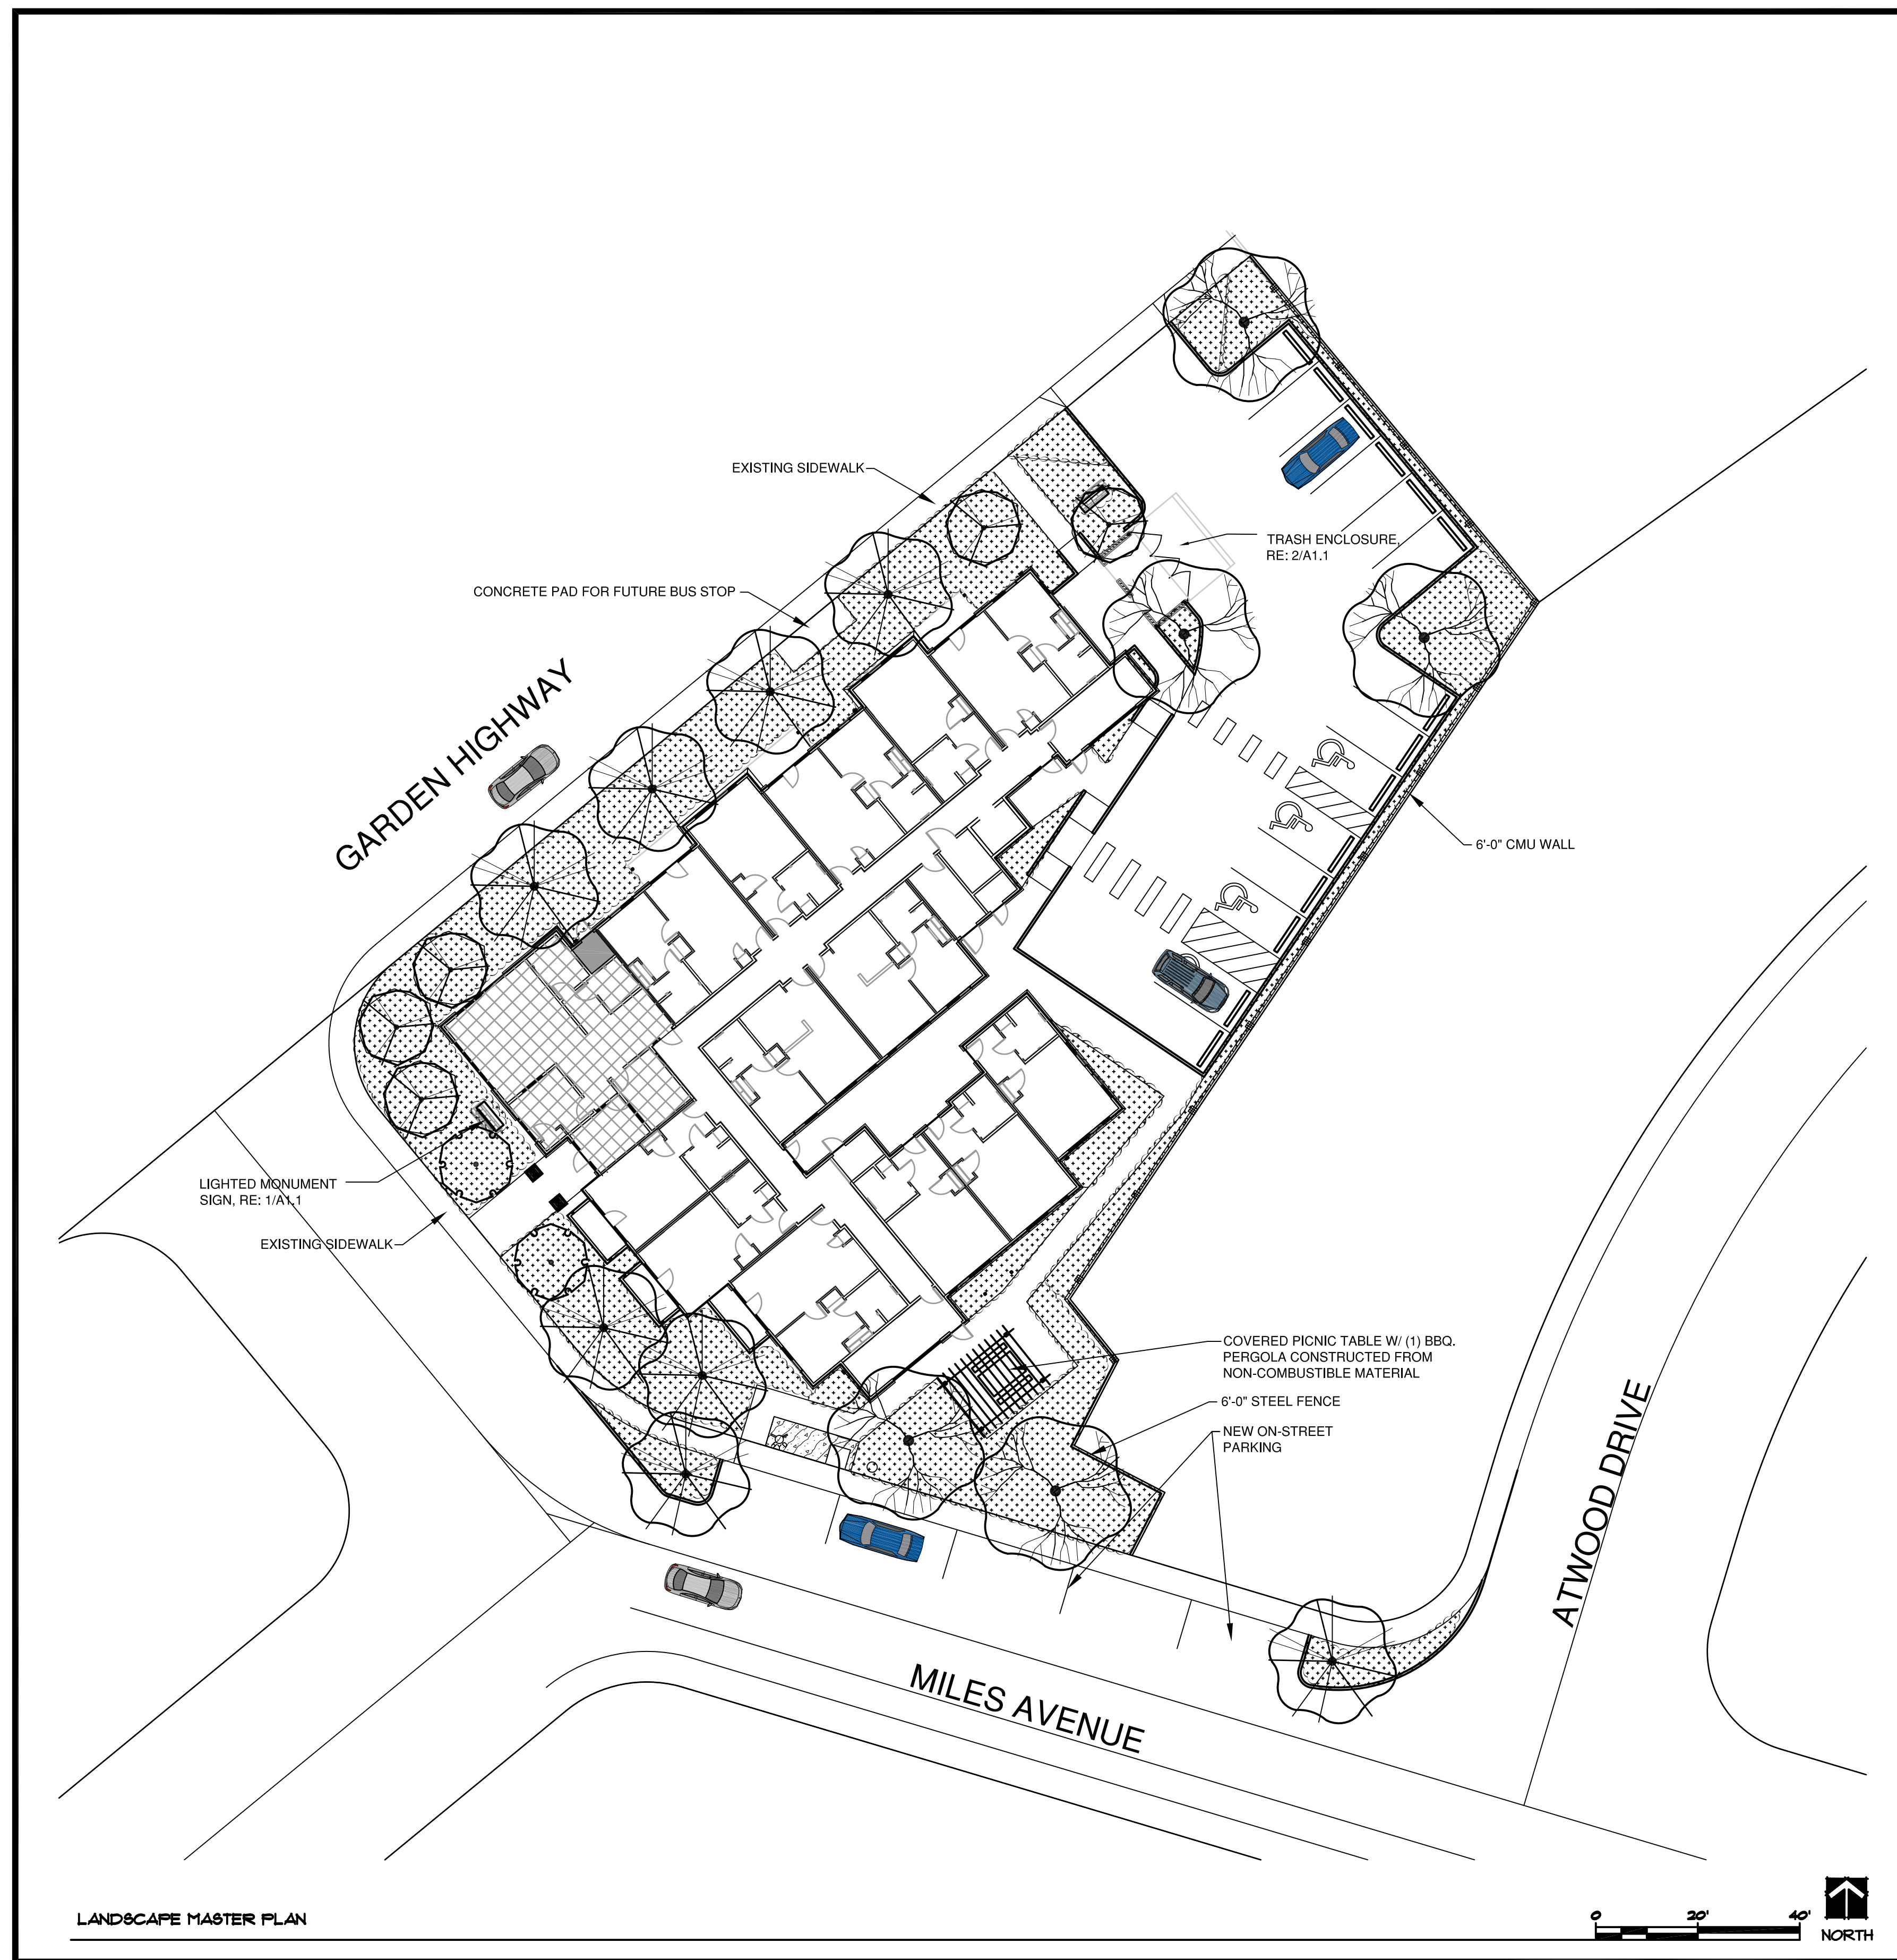 EXISTING SIDEWALK
TRASH ENCLOSURE,
RE: 2/A1.1
CONCRETE PAD FOR FUTURE BUS STOP
GARDEN HIGHWAY
6'-0" CMU WALL
LIGHTED MONUMENT
SIGN, RE: 1/A1.1
EXISTING SIDEWALK
COVERED PICNIC TABLE W/ (1) BBQ.
PERGOLA CONSTRUCTED FROM
NON-COMBUSTIBLE MATERIAL
6'-0" STEEL FENCE
NEW ON-STREET
PARKING
ATWOOD DRIVE
MILES AVENUE
LANDSCAPE MASTER PLAN
0 20' 40'
NORTH